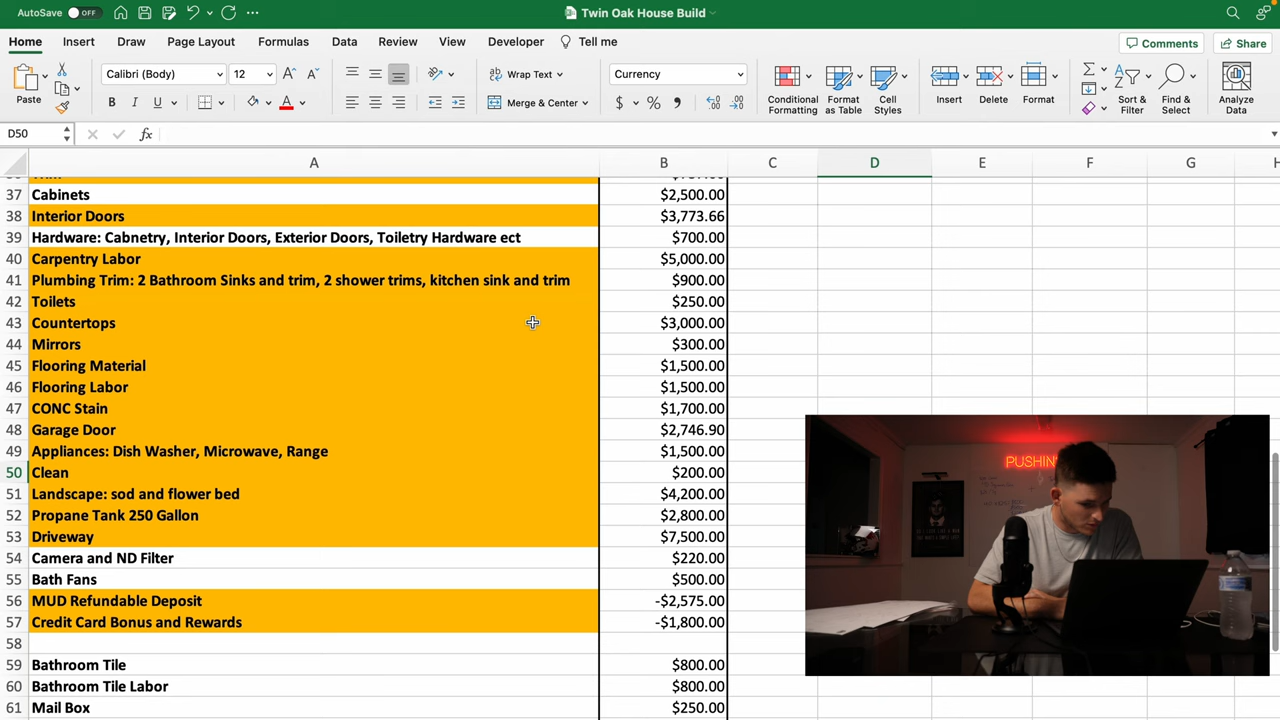 AutoSave OFF Twin Oak House Build
Home Insert Draw Page Layout Formulas Data Review View Developer Tell me Comments Share
Calibri (Body) 12 Wrap Text Currency
Paste B I U Merge & Center $ % Conditional Formatting Format as Table Cell Styles Insert Delete Format Sort & Filter Find & Select Analyze Data
D50 fx
A B C D E F G H
37 Cabinets $2,500.00
38 Interior Doors $3,773.66
39 Hardware: Cabnetry, Interior Doors, Exterior Doors, Toiletry Hardware ect $700.00
40 Carpentry Labor $5,000.00
41 Plumbing Trim: 2 Bathroom Sinks and trim, 2 shower trims, kitchen sink and trim $900.00
42 Toilets $250.00
43 Countertops $3,000.00
44 Mirrors $300.00
45 Flooring Material $1,500.00
46 Flooring Labor $1,500.00
47 CONC Stain $1,700.00
48 Garage Door $2,746.90
49 Appliances: Dish Washer, Microwave, Range $1,500.00
50 Clean $200.00
51 Landscape: sod and flower bed $4,200.00
52 Propane Tank 250 Gallon $2,800.00
53 Driveway $7,500.00
54 Camera and ND Filter $220.00
55 Bath Fans $500.00
56 MUD Refundable Deposit -$2,575.00
57 Credit Card Bonus and Rewards -$1,800.00
58
59 Bathroom Tile $800.00
60 Bathroom Tile Labor $800.00
61 Mail Box $250.00